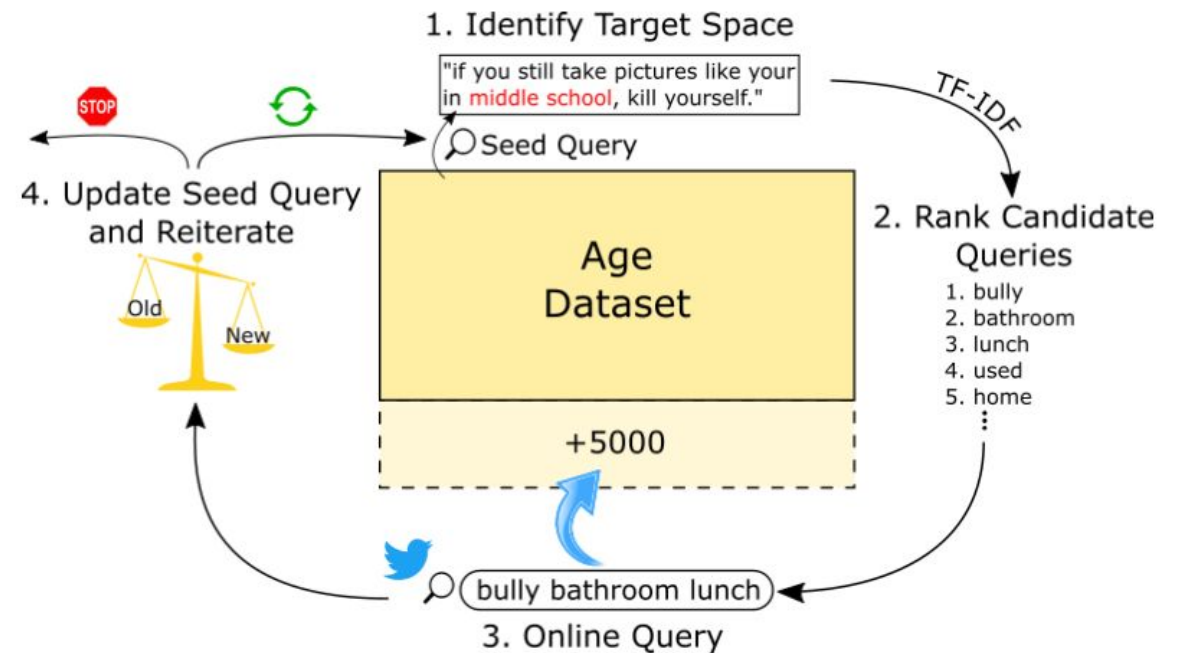 1. Identify Target Space
"if you still take pictures like your
in middle school, kill yourself."
TF-IDF
STOP
Seed Query
4. Update Seed Query
and Reiterate
Old
New
Age
Dataset
+5000
2. Rank Candidate
Queries
1. bully
2. bathroom
3. lunch
4. used
5. home
bully bathroom lunch
3. Online Query